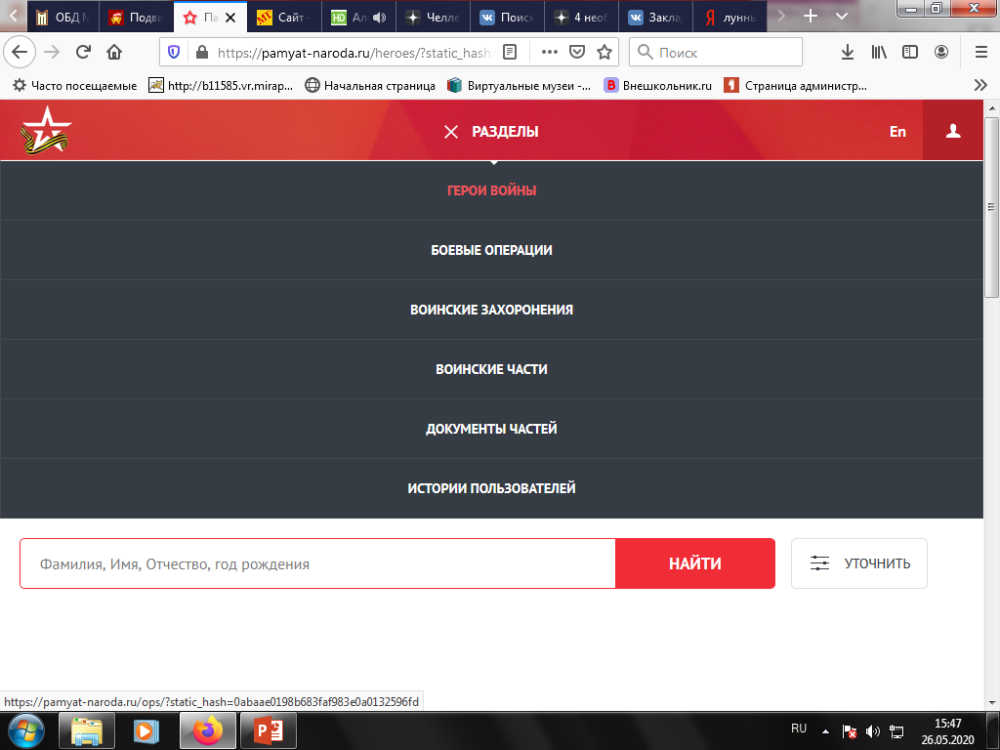 ОБД М
Подви
Па
Сайт -
HD
Ал
Челле
Поиск
4 необ
Закла
лунны
https://pamyat-naroda.ru/heroes/?static_hash
Поиск
Часто посещаемые
http://b11585.vr.mirap...
Начальная страница
Виртуальные музеи -...
Внешкольник.ru
Страница администр...
РАЗДЕЛЫ
En
ГЕРОИ ВОЙНЫ
БОЕВЫЕ ОПЕРАЦИИ
ВОИНСКИЕ ЗАХОРОНЕНИЯ
ВОИНСКИЕ ЧАСТИ
ДОКУМЕНТЫ ЧАСТЕЙ
ИСТОРИИ ПОЛЬЗОВАТЕЛЕЙ
Фамилия, Имя, Отчество, год рождения
НАЙТИ
УТОЧНИТЬ
https://pamyat-naroda.ru/ops/?static_hash=0abaae0198b683faf983e0a0132596fd
RU
15:47
26.05.2020